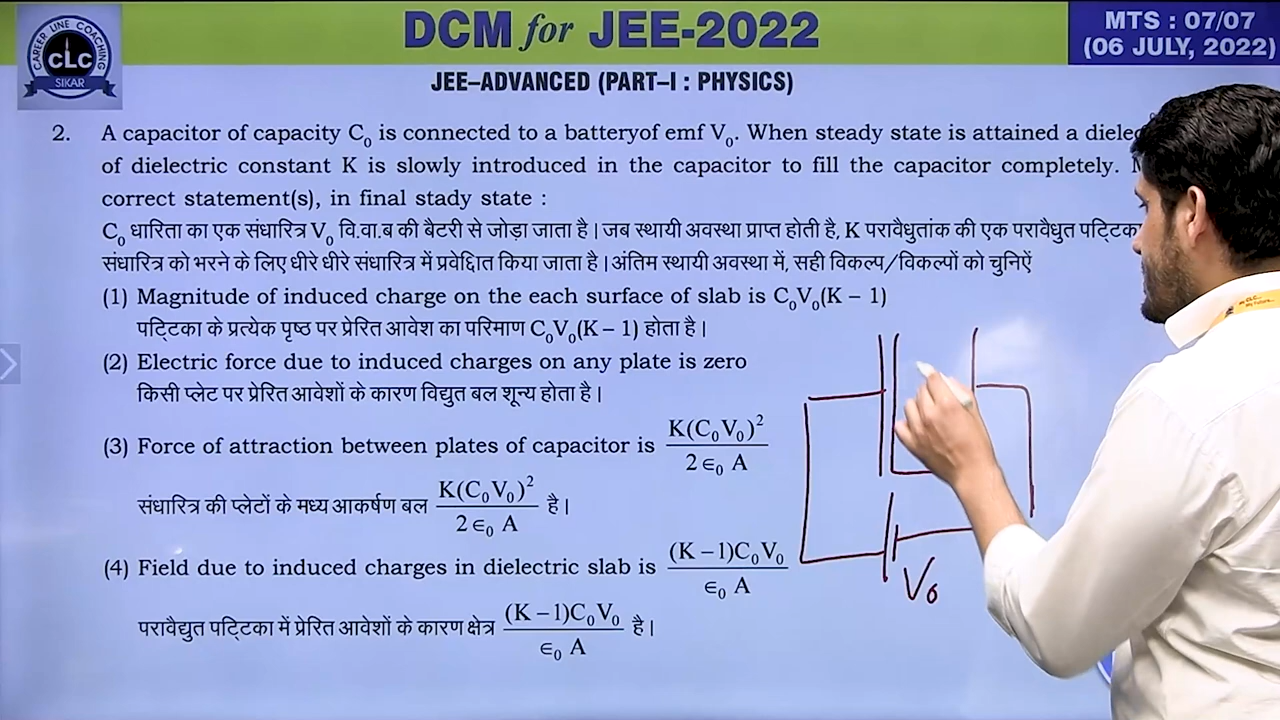 CAREER LINE COACHING
CLC
SIKAR
DCM for JEE-2022
MTS : 07/07
(06 JULY, 2022)
JEE–ADVANCED (PART–I : PHYSICS)
2. A capacitor of capacity C₀ is connected to a batteryof emf V₀. When steady state is attained a
of dielectric constant K is slowly introduced in the capacitor to fill the capacitor completely.
correct statement(s), in final stady state :
C₀ धारिता का एक संधारित्र V₀ वि.वा.ब की बैटरी से जोड़ा जाता है। जब स्थायी अवस्था प्राप्त होती है, K परावैधुतांक की एक परावैधुत
संधारित्र को भरने के लिए धीरे धीरे संधारित्र में प्रवेक्षित किया जाता है। अंतिम स्थायी अवस्था में, सही विकल्प/विकल्पों को चुनिऐं
(1) Magnitude of induced charge on the each surface of slab is C₀V₀(K – 1)
पट्टिका के प्रत्येक पृष्ठ पर प्रेरित आवेश का परिमाण C₀V₀(K – 1) होता है।
(2) Electric force due to induced charges on any plate is zero
किसी प्लेट पर प्रेरित आवेशों के कारण विद्युत बल शून्य होता है।
(3) Force of attraction between plates of capacitor is K(C₀V₀)² / 2∈₀ A
संधारित्र की प्लेटों के मध्य आकर्षण बल K(C₀V₀)² / 2∈₀ A है।
(4) Field due to induced charges in dielectric slab is (K – 1)C₀V₀ / ∈₀ A
परावैद्युत पट्टिका में प्रेरित आवेशों के कारण क्षेत्र (K – 1)C₀V₀ / ∈₀ A है।
V₀